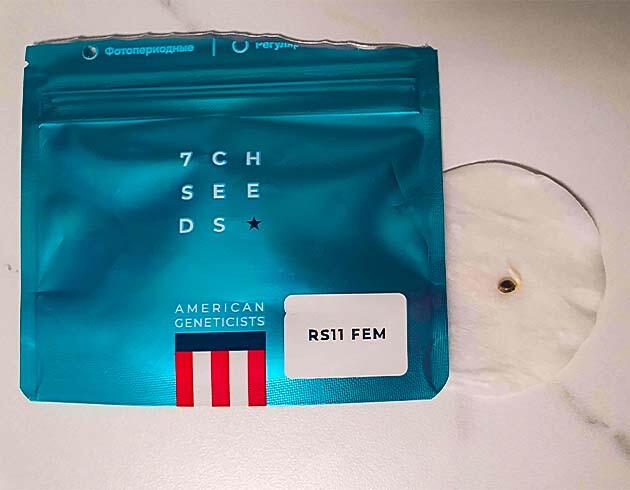 Фотопериодные
7 C H
S E E
D S ★
AMERICAN
GENETICISTS
RS11 FEM